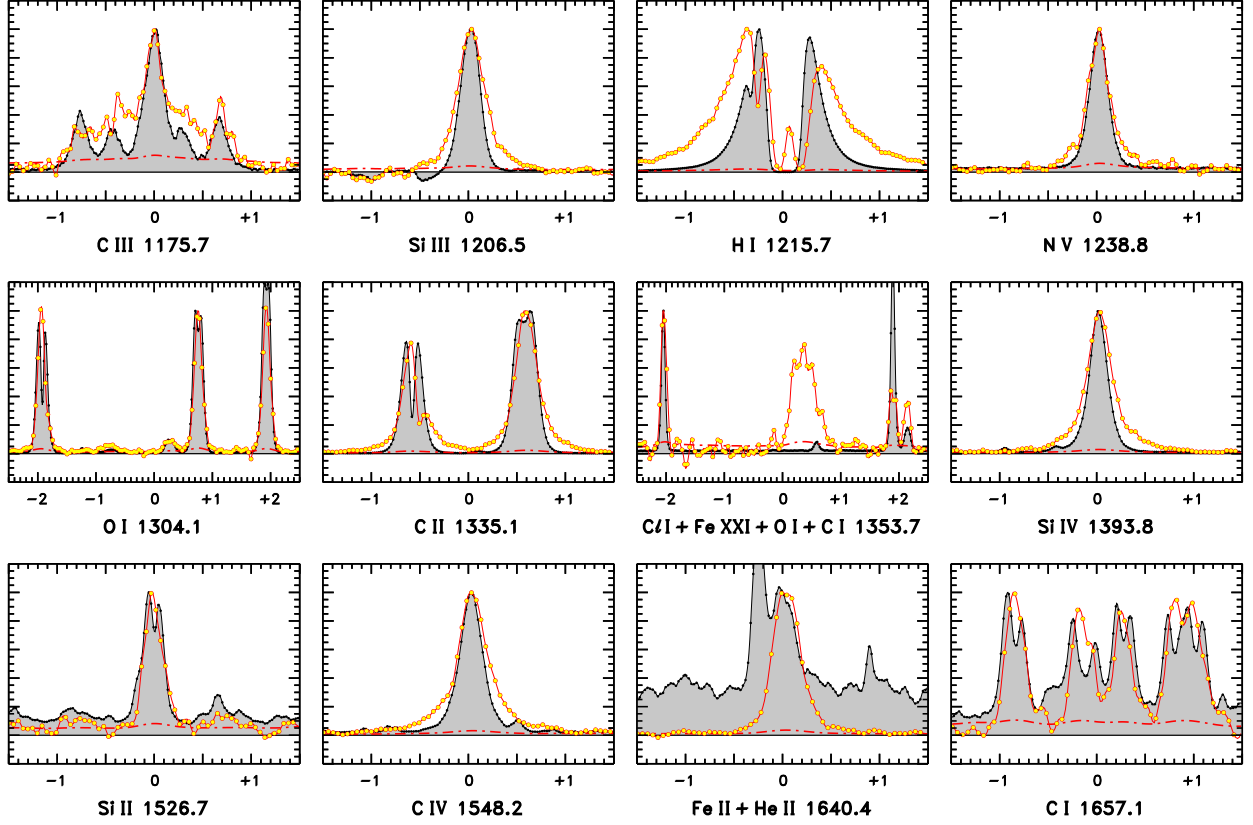 −1 0 +1 −1 0 +1 −1 0 +1 −1 0 +1
C III 1175.7 Si III 1206.5 H I 1215.7 N V 1238.8
−2 −1 0 +1 +2 −1 0 +1 −2 −1 0 +1 +2 −1 0 +1
O I 1304.1 C II 1335.1 Cℓ I + Fe XXI + O I + C I 1353.7 Si IV 1393.8
−1 0 +1 −1 0 +1 −1 0 +1 −1 0 +1
Si II 1526.7 C IV 1548.2 Fe II + He II 1640.4 C I 1657.1